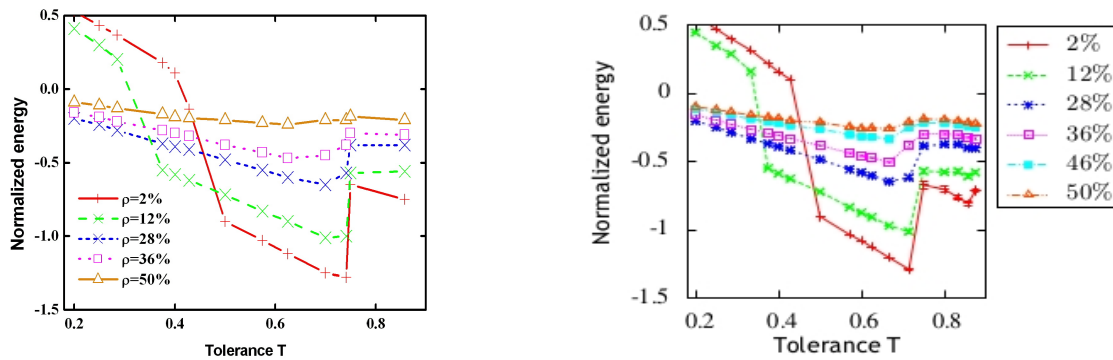 0.5
0.0
-0.5
-1.0
-1.5
Normalized energy
ρ=2%
ρ=12%
ρ=28%
ρ=36%
ρ=50%
0.2 0.4 0.6 0.8
Tolerance T
0.5
0
-0.5
-1
-1.5
Normalized energy
0.2 0.4 0.6 0.8
Tolerance T
2%
12%
28%
36%
46%
50%